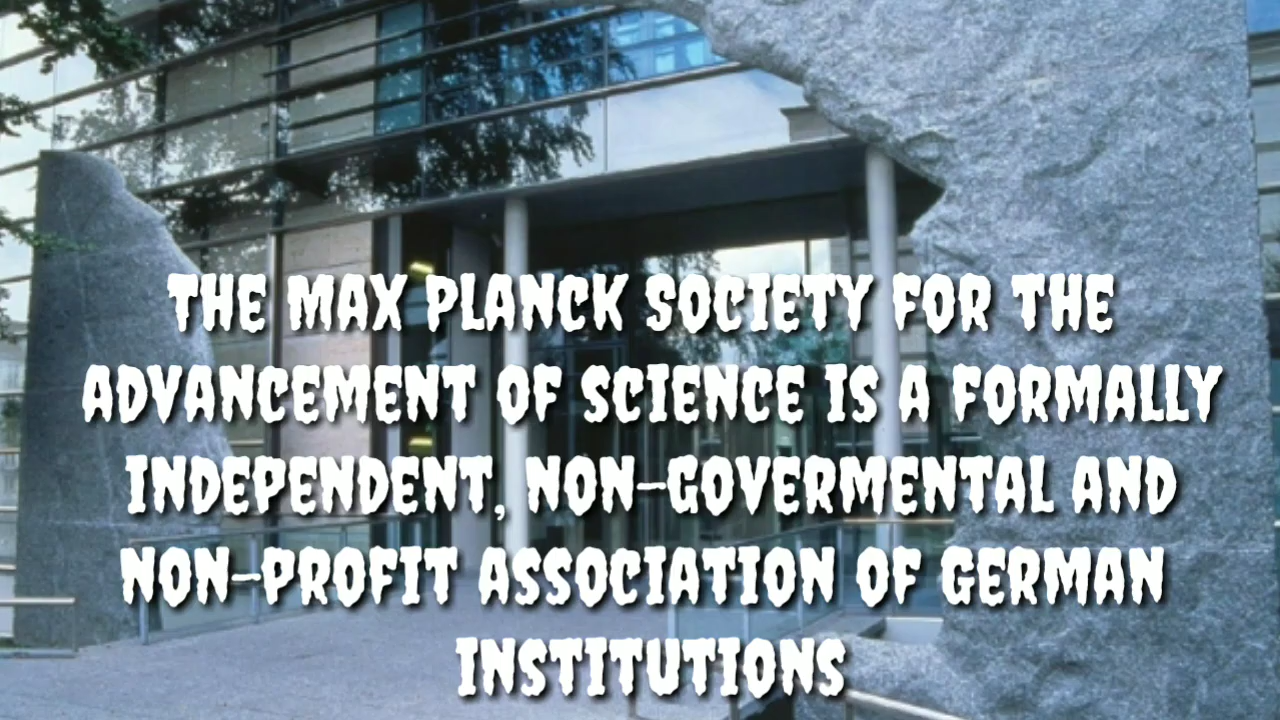 THE MAX PLANCK SOCIETY FOR THE
ADVANCEMENT OF SCIENCE IS A FORMALLY
INDEPENDENT, NON-GOVERMENTAL AND
NON-PROFIT ASSOCIATION OF GERMAN
INSTITUTIONS